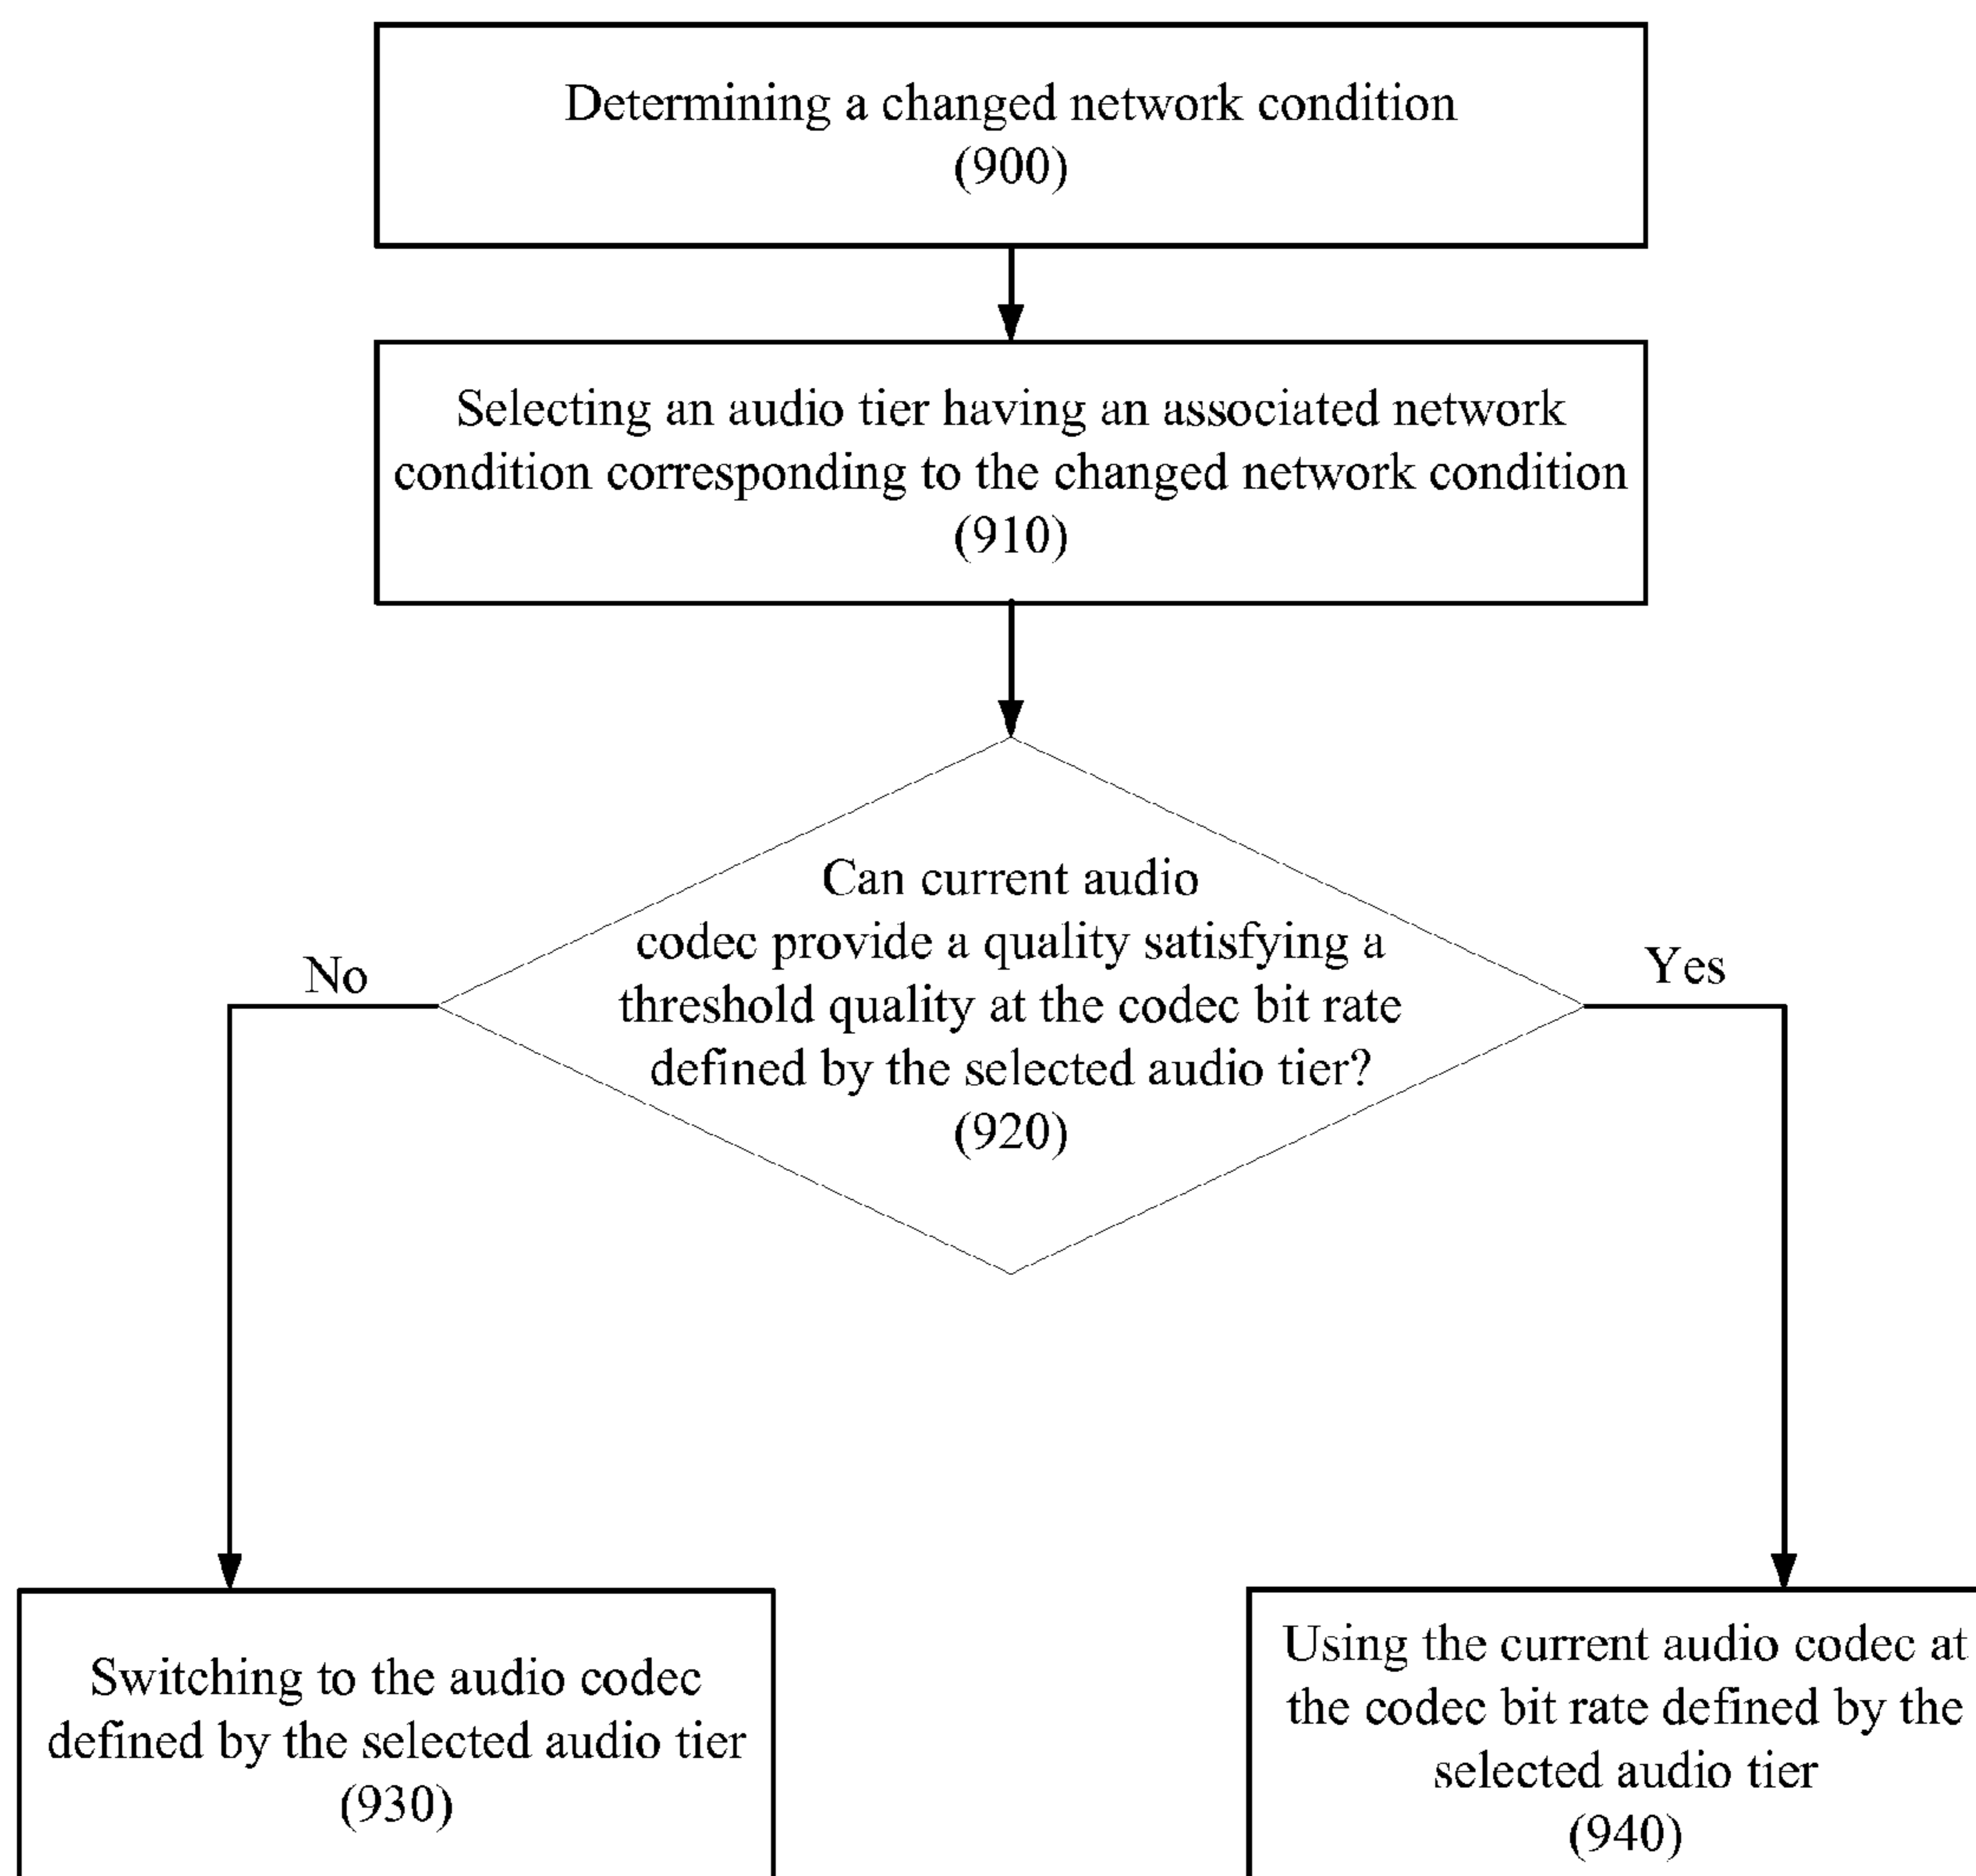 Determining a changed network condition
(900)
Selecting an audio tier having an associated network
condition corresponding to the changed network condition
(910)
Can current audio
codec provide a quality satisfying a
threshold quality at the codec bit rate
defined by the selected audio tier?
(920)
No
Yes
Switching to the audio codec
defined by the selected audio tier
(930)
Using the current audio codec at
the codec bit rate defined by the
selected audio tier
(940)